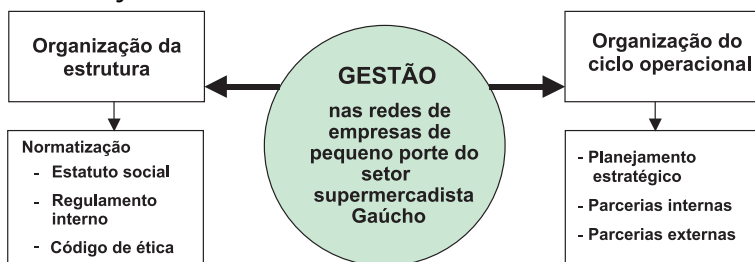 Organização da
estrutura
GESTÃO
nas redes de
empresas de
pequeno porte do
setor
supermercadista
Gaúcho
Organização do
ciclo operacional
Normatização
- Estatuto social
- Regulamento
interno
- Código de ética
- Planejamento
estratégico
- Parcerias internas
- Parcerias externas